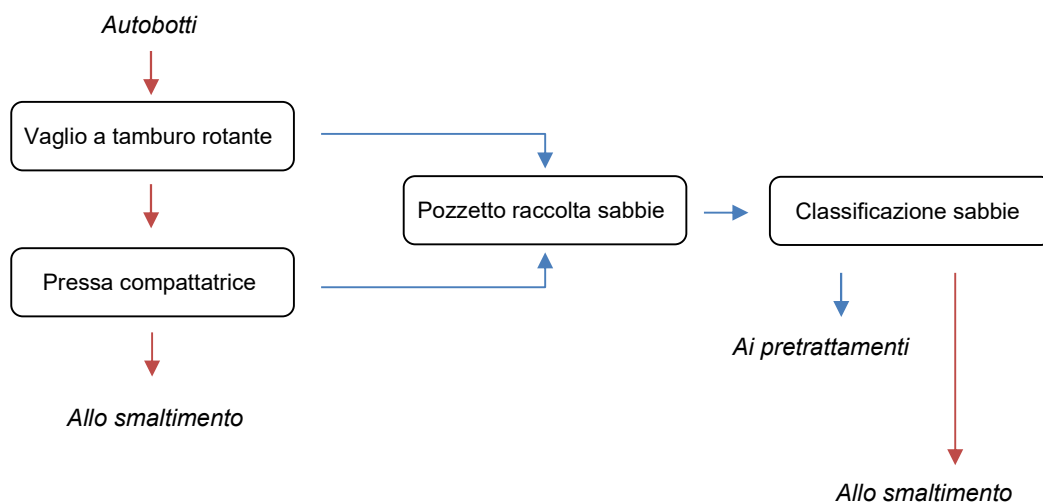 Autobotti
Vaglio a tamburo rotante
Pozzetto raccolta sabbie
Classificazione sabbie
Pressa compattatrice
Ai pretrattamenti
Allo smaltimento
Allo smaltimento